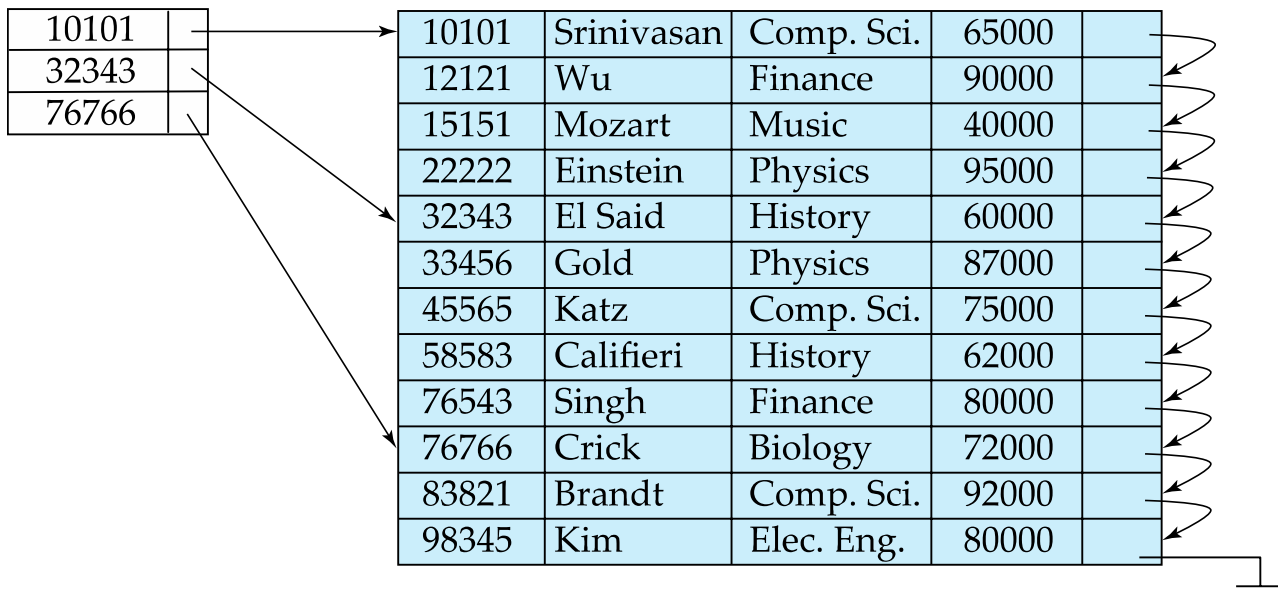 10101
32343
76766
10101 Srinivasan Comp. Sci. 65000
12121 Wu Finance 90000
15151 Mozart Music 40000
22222 Einstein Physics 95000
32343 El Said History 60000
33456 Gold Physics 87000
45565 Katz Comp. Sci. 75000
58583 Califieri History 62000
76543 Singh Finance 80000
76766 Crick Biology 72000
83821 Brandt Comp. Sci. 92000
98345 Kim Elec. Eng. 80000